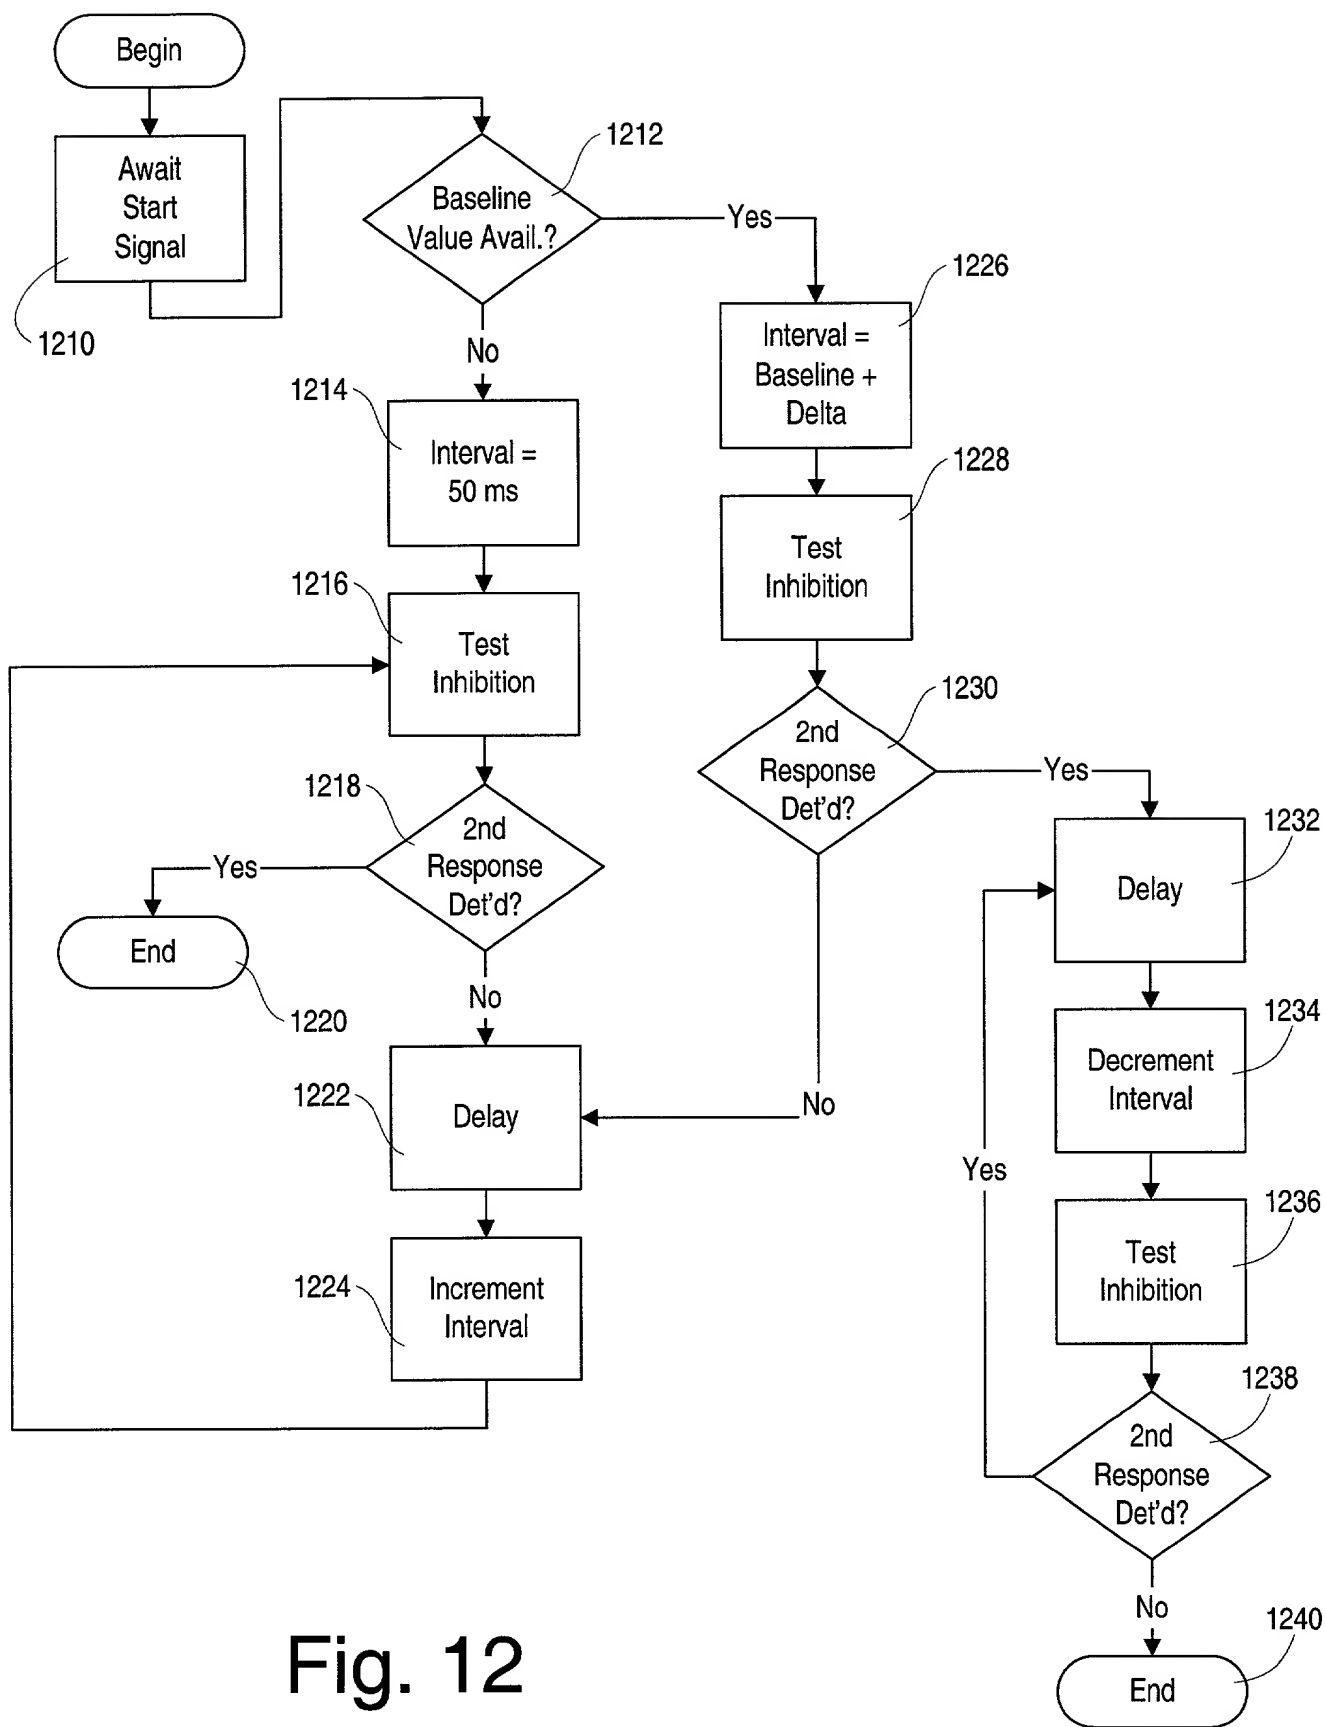 Begin
Await
Start
Signal
1210
Baseline
Value Avail.?
1212
Yes
No
1214
Interval =
50 ms
1216
Test
Inhibition
1218
2nd
Response
Det'd?
Yes
End
1220
No
1222
Delay
1224
Increment
Interval
1226
Interval =
Baseline +
Delta
1228
Test
Inhibition
1230
2nd
Response
Det'd?
Yes
No
1232
Delay
1234
Decrement
Interval
1236
Test
Inhibition
1238
2nd
Response
Det'd?
Yes
No
1240
End
Fig. 12